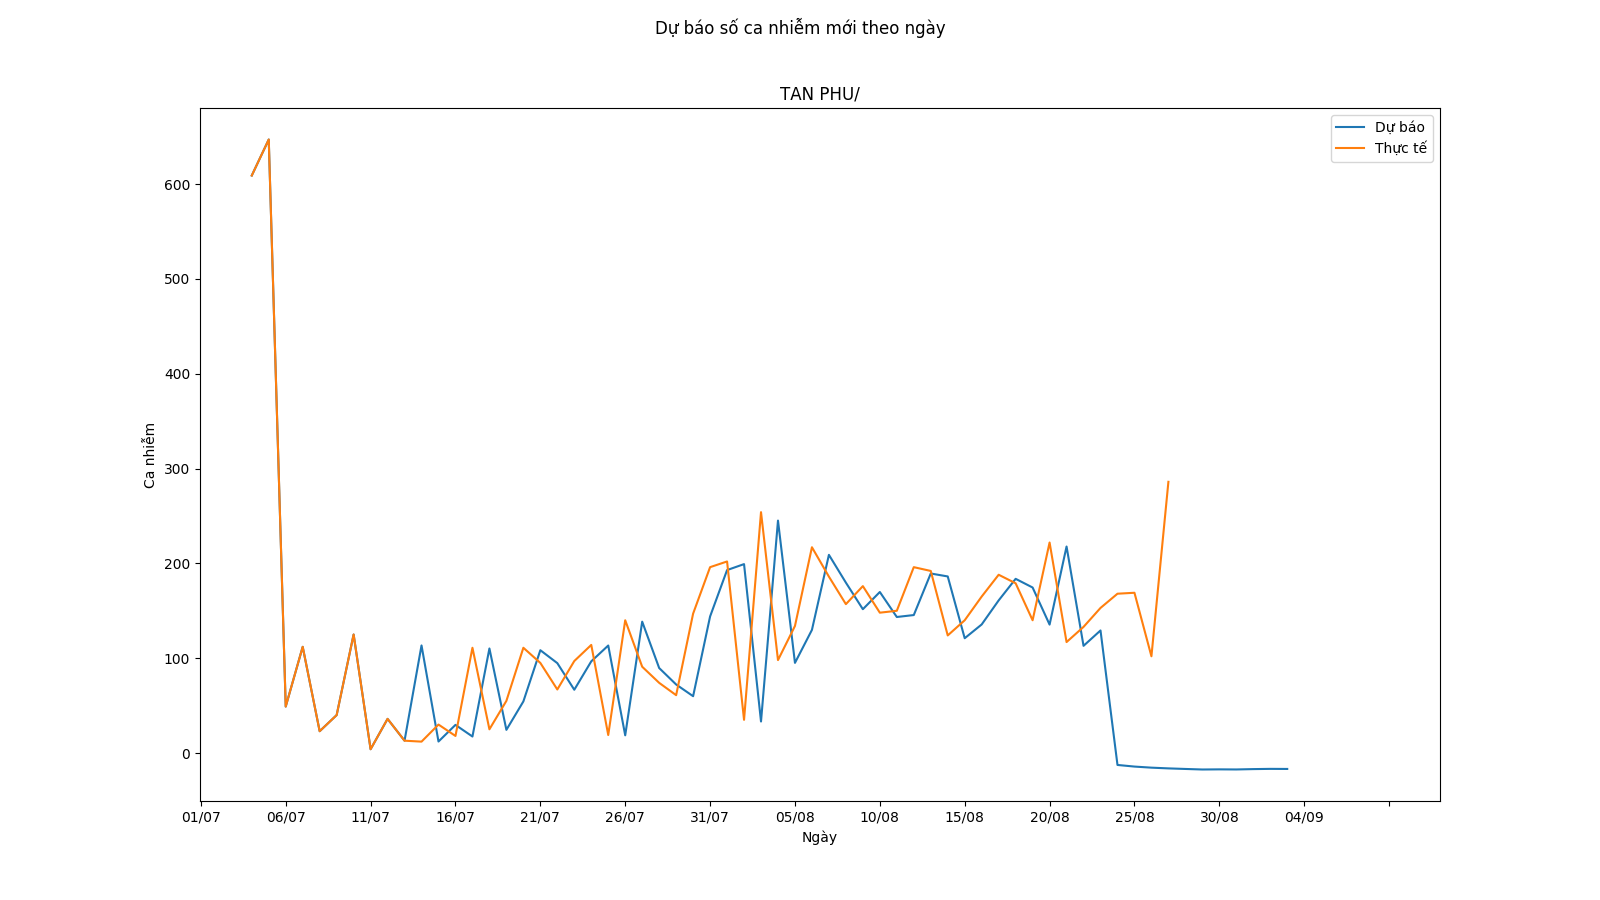 Dự báo số ca nhiễm mới theo ngày
TAN PHU/
Dự báo
Thực tế
600
500
400
300
200
100
0
Ca nhiễm
01/07 06/07 11/07 16/07 21/07 26/07 31/07 05/08 10/08 15/08 20/08 25/08 30/08 04/09
Ngày